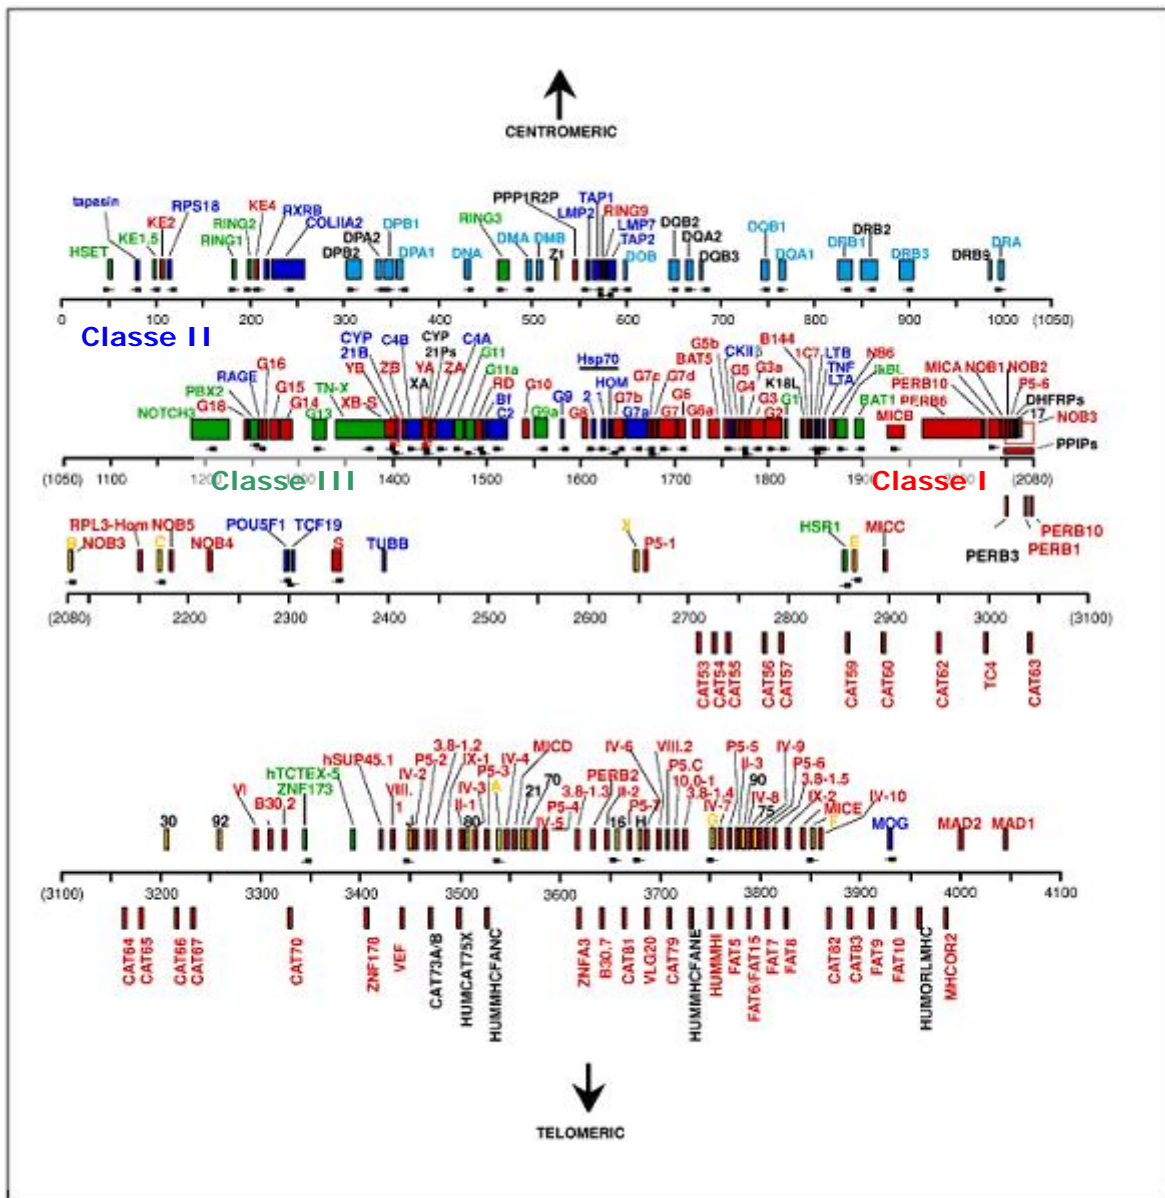 CENTROMERIC
tapasin RPS18 KE4 RXRB PPP1R2P TAP1
KE2 RING2 COLIIA2 DPB1 LMP2 RING9 DQB2 DQB1 DRB2
KE1,5 RING1 DPA2 RING3 DMA DMB LMP7 DQA2 DRB1 DRA
HSET DPB2 DPA1 DNA Z1 TAP2 DOB DQB3 DQA1 DRB3 DRB9
0 100 200 300 400 500 600 700 800 900 1000 (1050)
Classe II
CYP 21B C4B CYP 21Ps C4A G11 Hsp70 G5b CKIIβ B144 1C7 LTB NB6 MICA NOB1 NOB2
G16 YB ZB YA ZA G11a G7c G7d BAT5 G5 G3a TNF IkBL
RAGE XA HOM G4 K18L LTA PERB10 P5-6
PBX2 G15 TN-X RD G10 G9 2 1 G7b G6 G3 G1 PERB6 DHFRPs
G18 G14 XB-S Bf G8 G7a G7 G6a G2 BAT1 17 NOB3
NOTCH3 G13 C2 G9a MICB
PPIPs
(1050) 1100 1200 1300 1400 1500 1600 1700 1800 1900 2000 (2080)
Classe III Classe I
RPL3-Hom NOB5 POU5F1 TCF19 X HSR1 MICC PERB10
B NOB3 C NOB4 S TUBB P5-1 E PERB3 PERB1
(2080) 2200 2300 2400 2500 2600 2700 2800 2900 3000 (3100)
CAT53 CAT54 CAT55 CAT56 CAT57 CAT59 CAT60 CAT62 TC4 CAT63
3.8-1.2 MICD IV-6 VIII.2 P5-5 IV-9
hSUP45.1 P5-2 IX-1 IV-4 P5.C II-3 P5-6
hTCTEX-5 IV-2 P5-3 70 PERB2 10.0-1 90 3.8-1.5
VI ZNF173 VIII.1 IV-3 A 21 3.8-1.3 II-2 3.8-1.4 IV-8 IX-2 IV-10
B30.2 II-1 P5-4 P5-7 IV-7 75 MICE
30 92 J 80 IV-5 16 H G F MOG MAD2 MAD1
(3100) 3200 3300 3400 3500 3600 3700 3800 3900 4000 4100
CAT64 CAT65 CAT66 CAT67 CAT70 ZNF178 VEF CAT73A/B HUMCAT75X HUMMHCFANC ZNFA3 B30.7 CAT81 VLG20 CAT79 HUMMHCFANE HUMMHI FAT5 FAT6/FAT15 FAT7 FAT8 CAT82 CAT83 FAT9 FAT10 HUMORLMHC MHCOR2
TELOMERIC